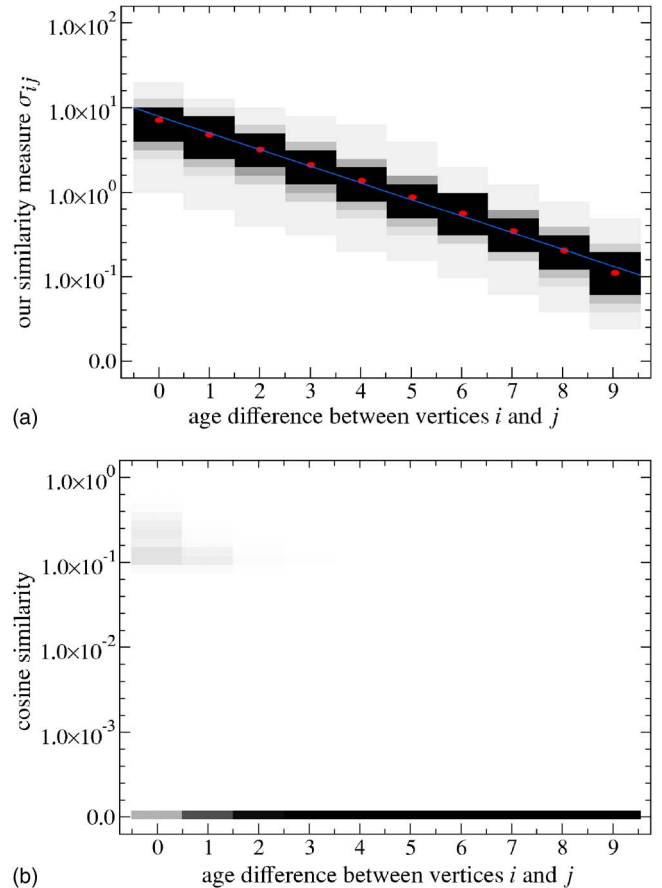 1.0×10²
1.0×10¹
1.0×10⁰
1.0×10⁻¹
0.0
our similarity measure σij
0 1 2 3 4 5 6 7 8 9
(a) age difference between vertices i and j
1.0×10⁰
1.0×10⁻¹
1.0×10⁻²
1.0×10⁻³
0.0
cosine similarity
0 1 2 3 4 5 6 7 8 9
(b) age difference between vertices i and j